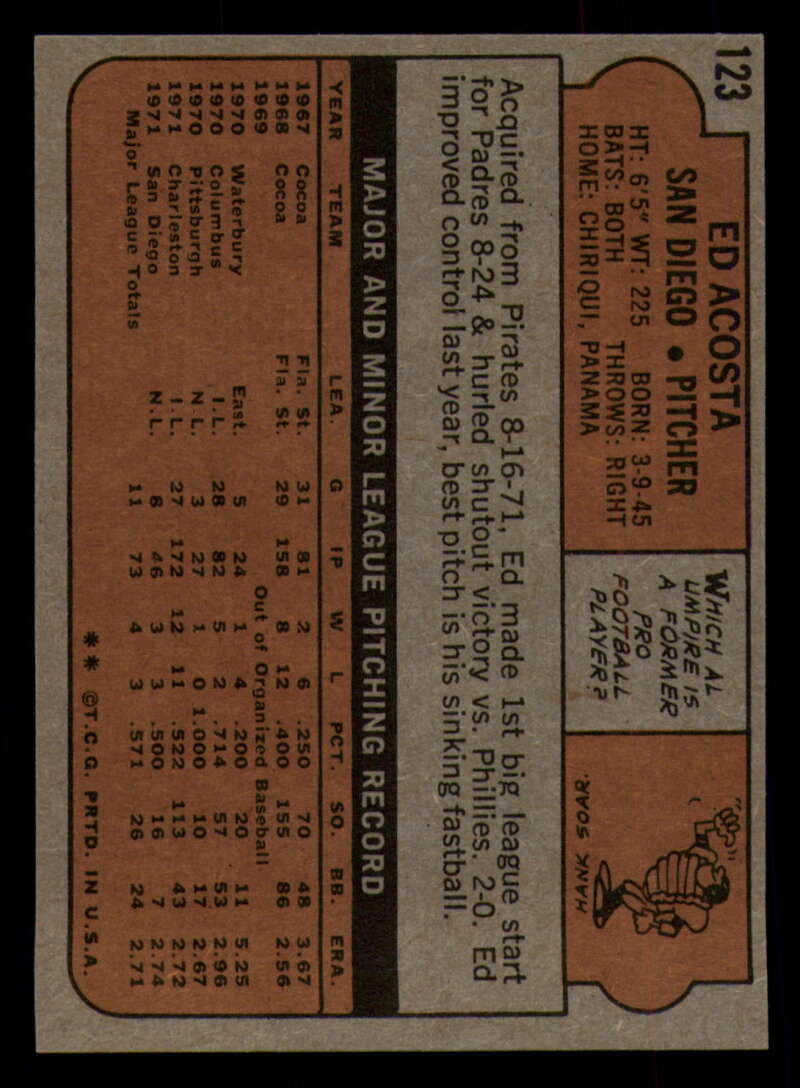 123
ED ACOSTA
SAN DIEGO • PITCHER
HT: 6'5" WT: 225 BORN: 3-9-45
BATS: BOTH THROWS: RIGHT
HOME: CHIRIQUI, PANAMA
WHICH AL
UMPIRE IS
A FORMER
PRO
FOOTBALL
PLAYER?
HANK SOAR.
Acquired from Pirates 8-16-71, Ed made 1st big league start
for Padres 8-24 & hurled shutout victory vs. Phillies. 2-0. Ed
improved control last year, best pitch is his sinking fastball.
MAJOR AND MINOR LEAGUE PITCHING RECORD
YEAR TEAM LEA. G IP W L PCT. SO. BB. ERA.
1967 Cocoa Fla. St. 31 81 2 6 .250 70 48 3.67
1968 Cocoa Fla. St. 29 158 8 12 .400 155 86 2.56
1969 Out of Organized Baseball
1970 Waterbury East. 5 24 1 4 .200 20 11 5.25
1970 Columbus I.L. 28 82 5 2 .714 57 53 2.96
1970 Pittsburgh N.L. 3 27 1 0 1.000 10 17 2.67
1971 Charleston I.L. 27 172 12 11 .522 113 43 2.72
1971 San Diego N.L. 8 46 3 3 .500 16 7 2.74
Major League Totals 11 73 4 3 .571 26 24 2.71
** ©T.C.G. PRTD. IN U.S.A.